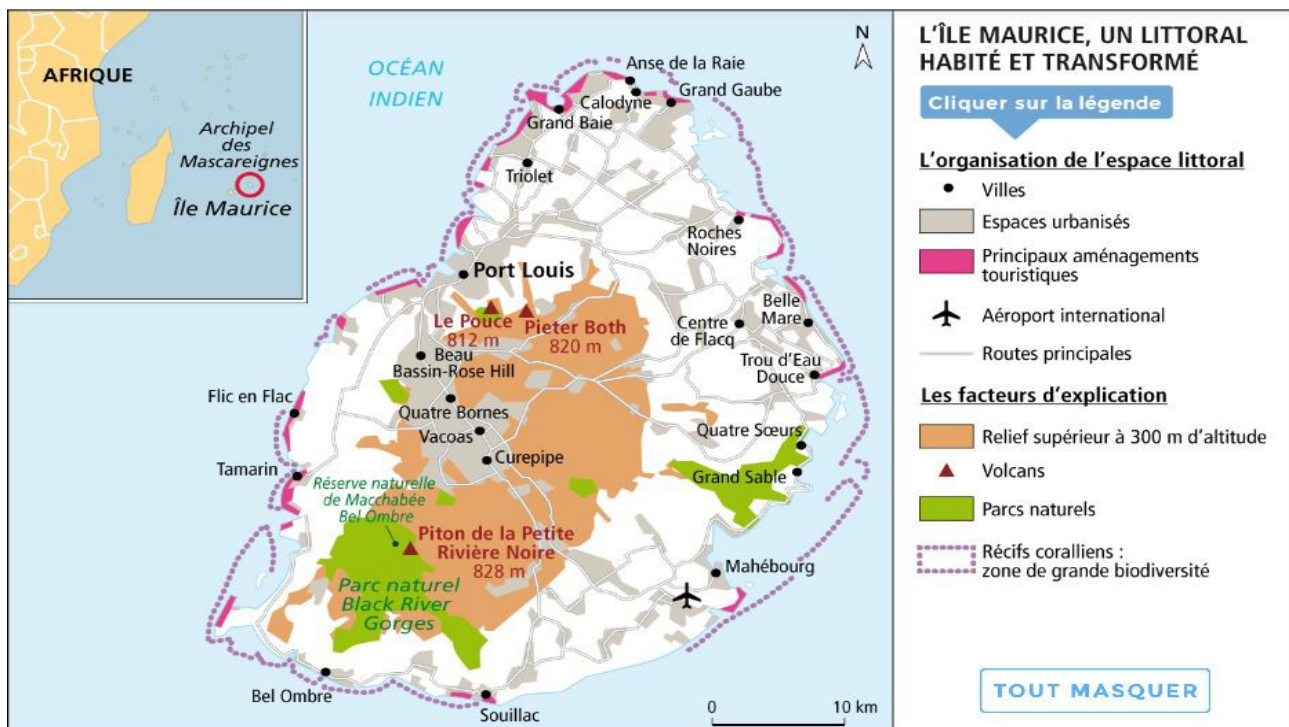 AFRIQUE
Archipel
des
Mascareignes
Île Maurice
OCÉAN
INDIEN
N
Anse de la Raie
Calodyne
Grand Gaube
Grand Baie
Triolet
Roches
Noires
Port Louis
Le Pouce
812 m
Pieter Both
820 m
Centre
de Flacq
Belle
Mare
Trou d'Eau
Douce
Beau
Bassin-Rose Hill
Flic en Flac
Quatre Bornes
Vacoas
Curepipe
Quatre Sœurs
Grand Sable
Tamarin
Réserve naturelle
de Macchabée
Bel Ombre
Piton de la Petite
Rivière Noire
828 m
Parc naturel
Black River
Gorges
Mahébourg
Bel Ombre
Souillac
0 10 km
L'ÎLE MAURICE, UN LITTORAL
HABITÉ ET TRANSFORMÉ
Cliquer sur la légende
L'organisation de l'espace littoral
Villes
Espaces urbanisés
Principaux aménagements
touristiques
Aéroport international
Routes principales
Les facteurs d'explication
Relief supérieur à 300 m d'altitude
Volcans
Parcs naturels
Récifs coralliens :
zone de grande biodiversité
TOUT MASQUER